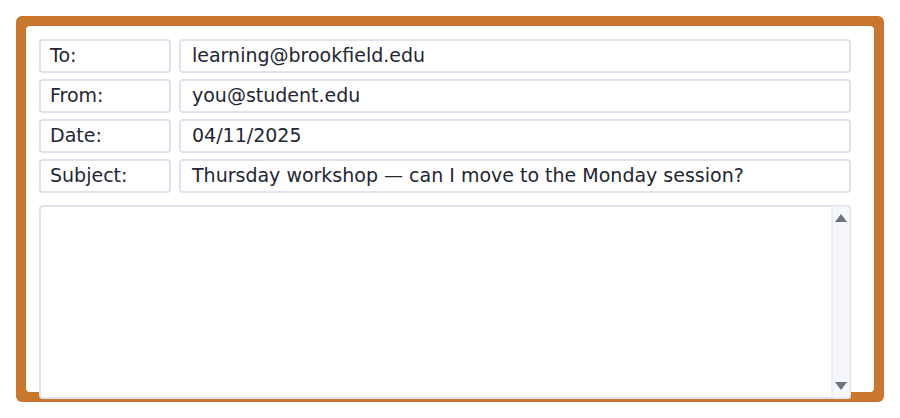 To: learning@brookfield.edu
From: you@student.edu
Date: 04/11/2025
Subject: Thursday workshop — can I move to the Monday session?